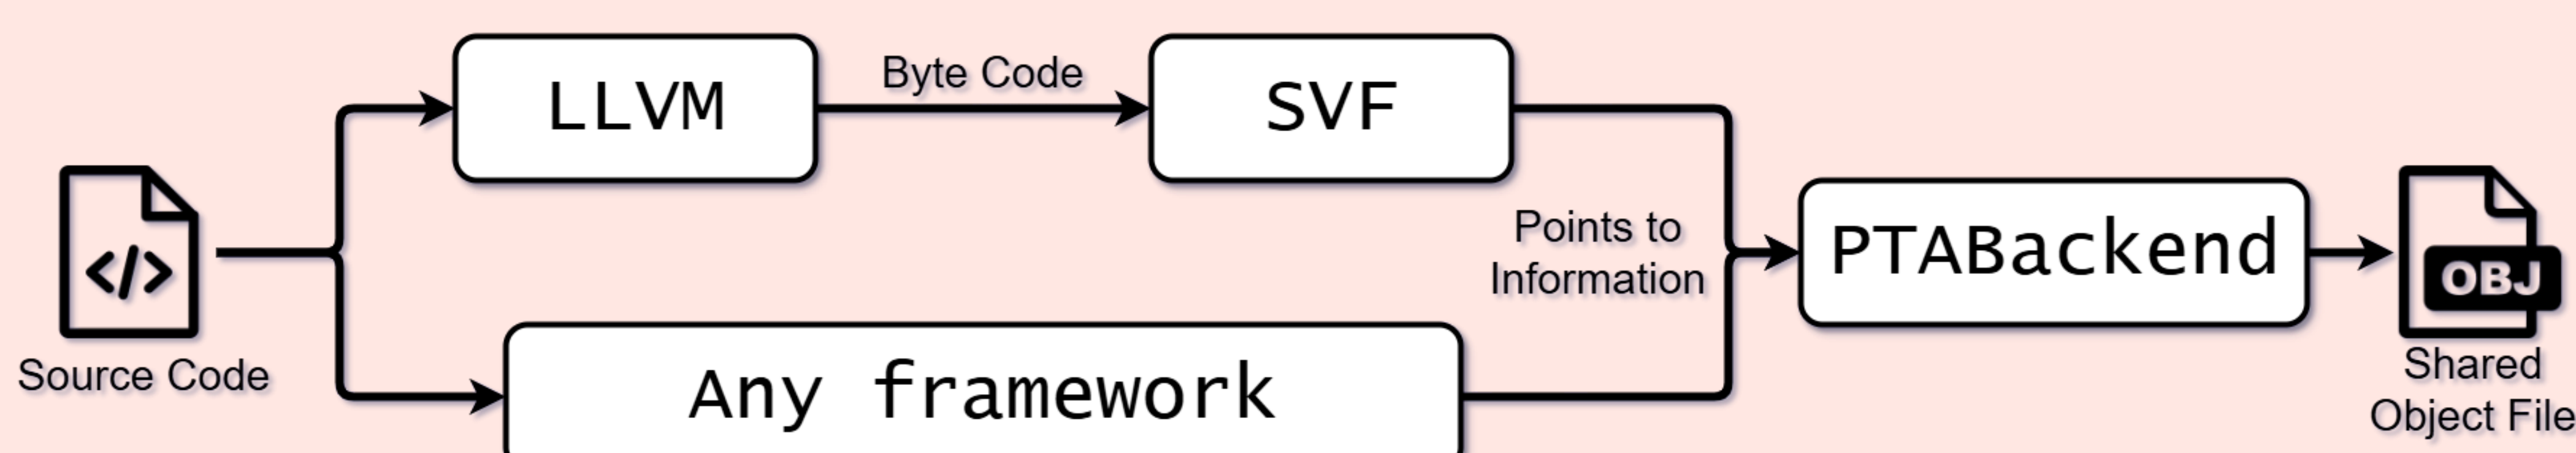 LLVM
Byte Code
SVF
</>
Source Code
Any framework
Points to
Information
PTABackend
OBJ
Shared
Object File